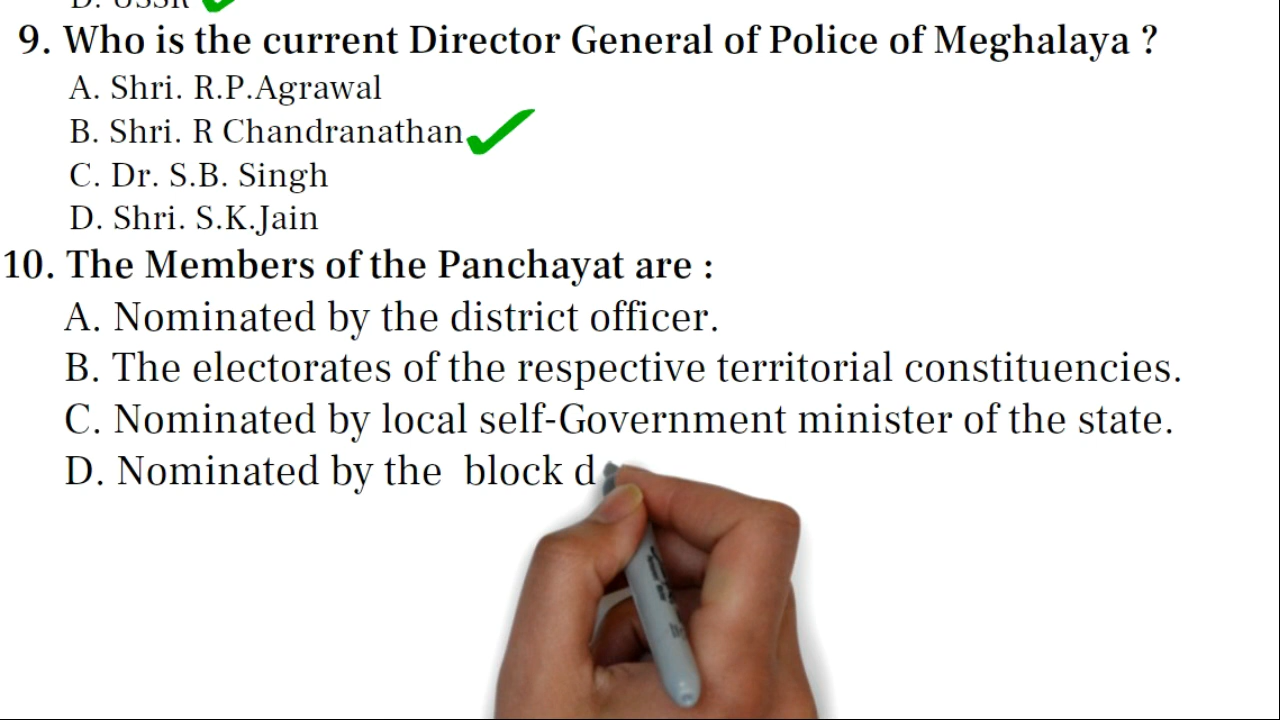 D. USSR
9. Who is the current Director General of Police of Meghalaya ?
A. Shri. R.P.Agrawal
B. Shri. R Chandranathan
C. Dr. S.B. Singh
D. Shri. S.K.Jain
10. The Members of the Panchayat are :
A. Nominated by the district officer.
B. The electorates of the respective territorial constituencies.
C. Nominated by local self-Government minister of the state.
D. Nominated by the block d